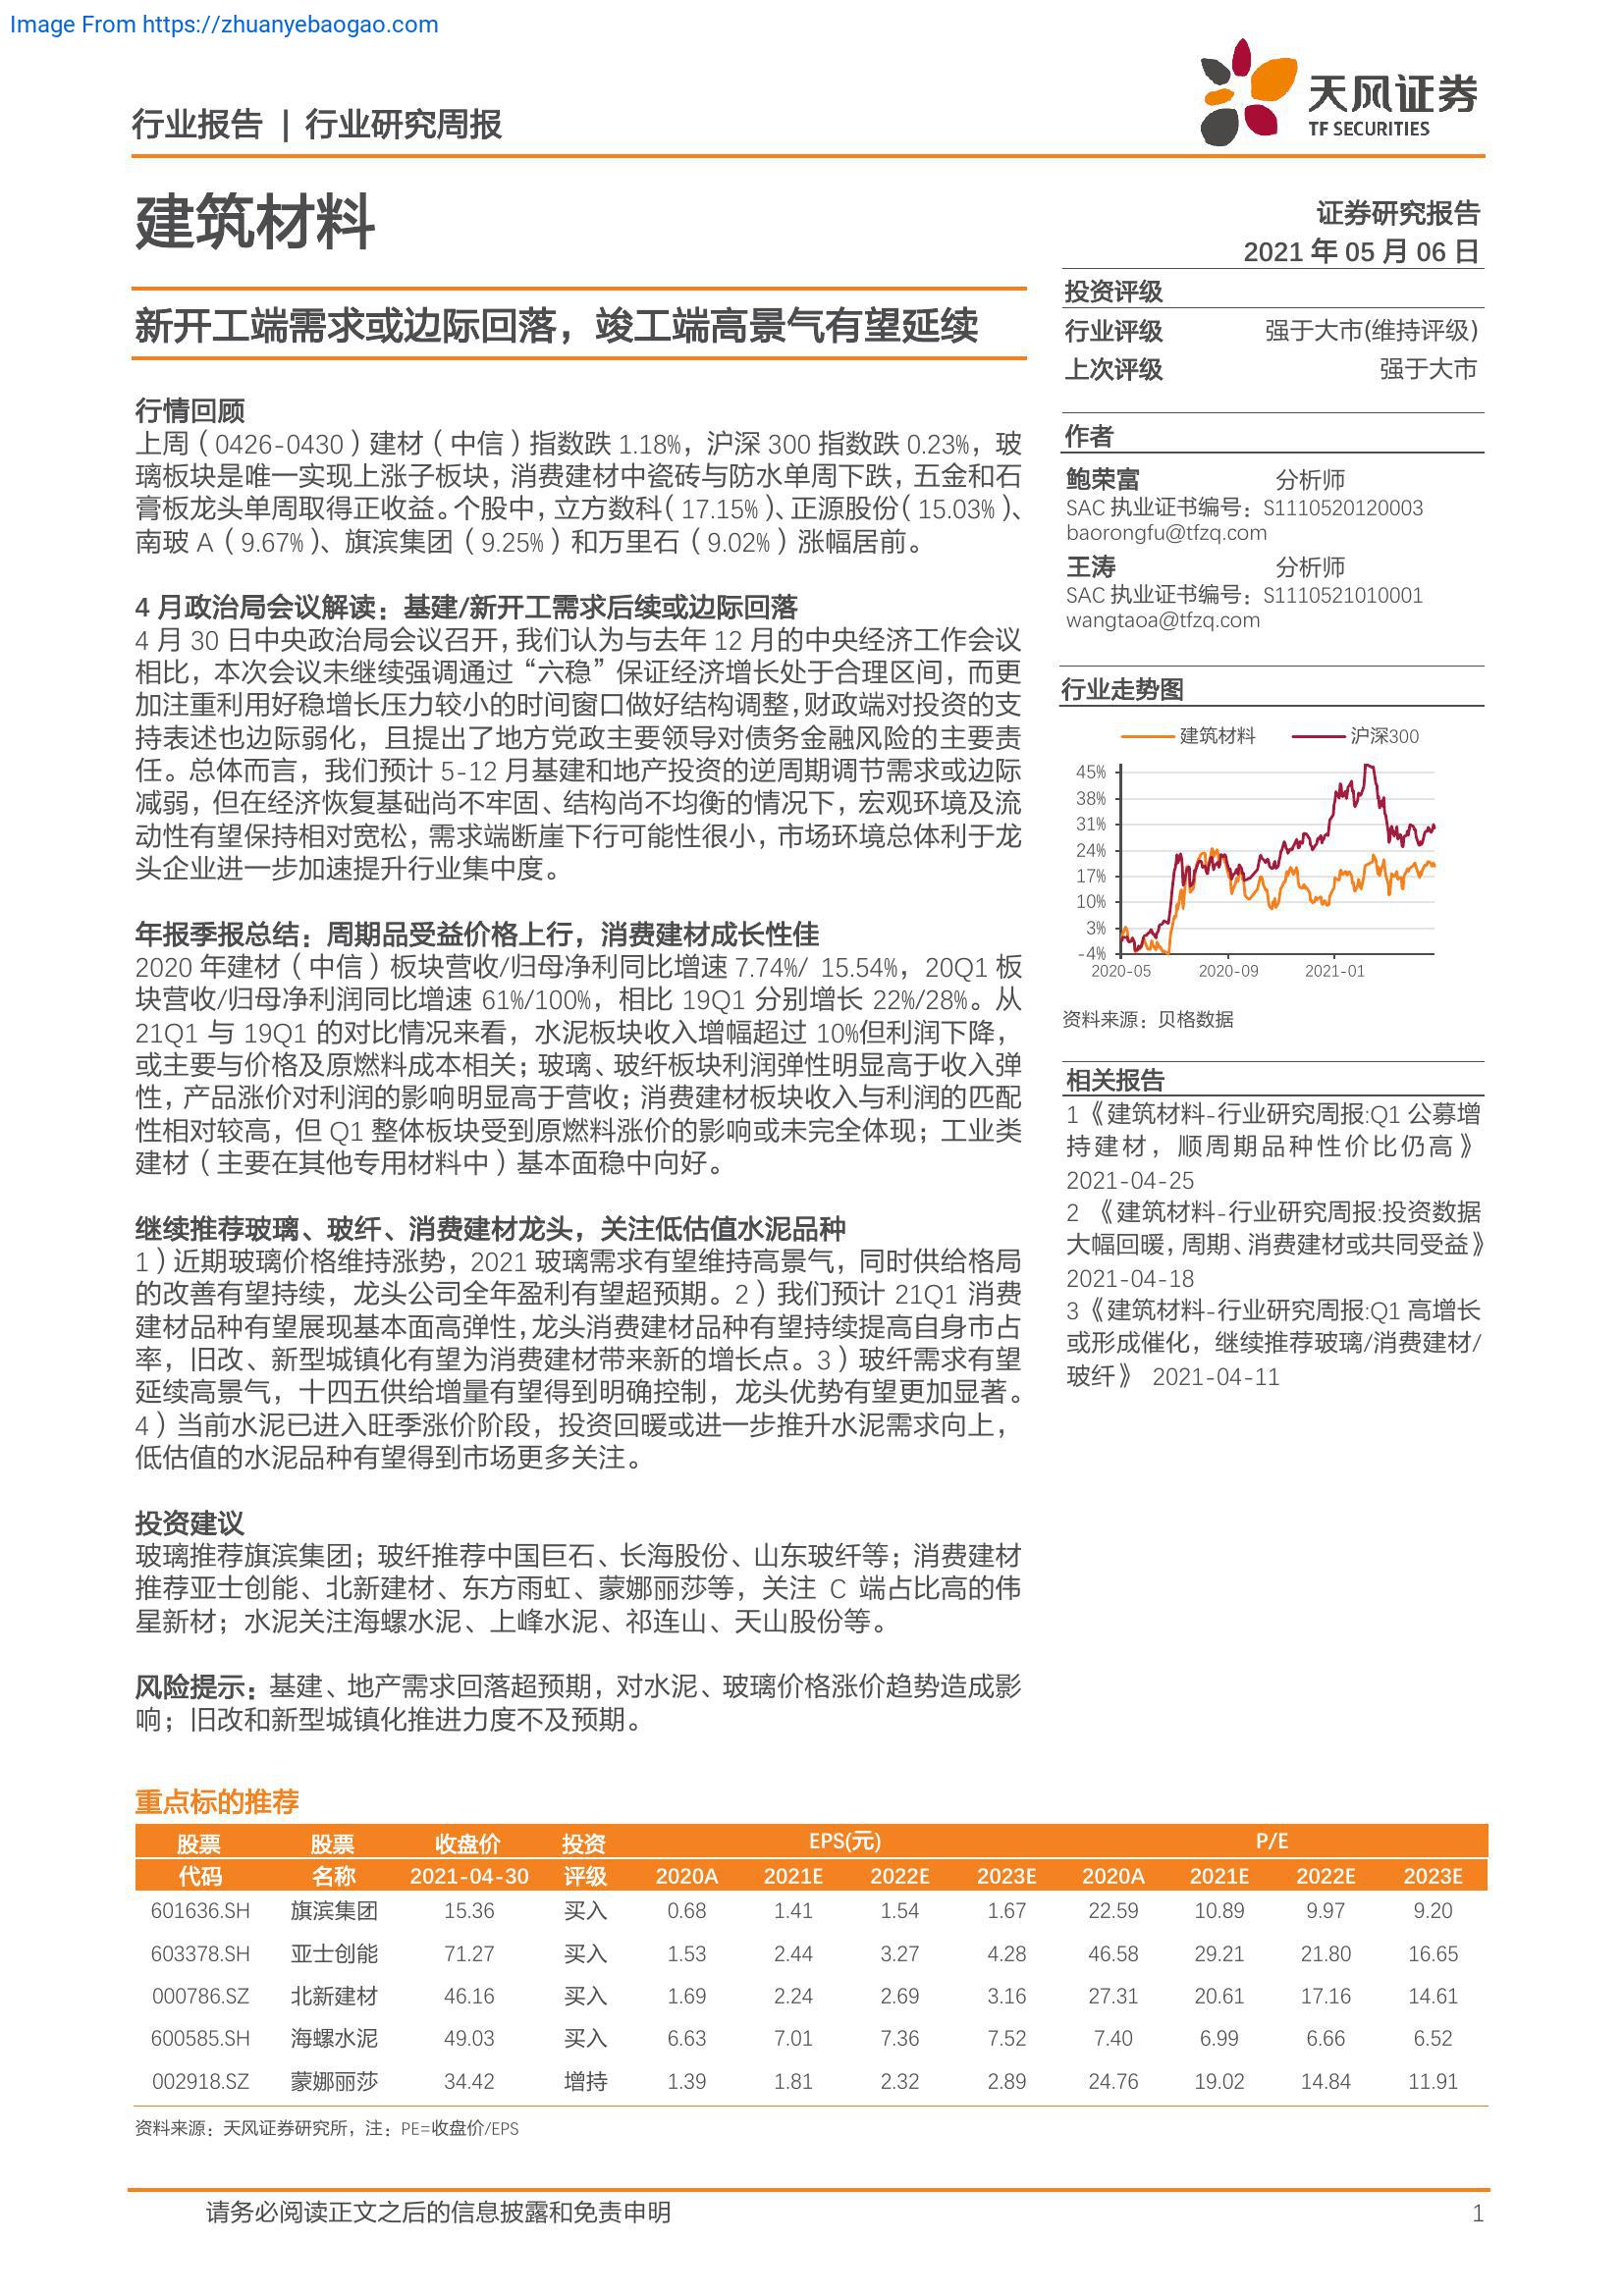 Image From https://zhuanyebaogao.com
行业报告 | 行业研究周报
天风证券
TF SECURITIES
建筑材料
证券研究报告
2021 年 05 月 06 日
新开工端需求或边际回落，竣工端高景气有望延续
行情回顾
上周（0426-0430）建材（中信）指数跌 1.18%，沪深 300 指数跌 0.23%，玻
璃板块是唯一实现上涨子板块，消费建材中瓷砖与防水单周下跌，五金和石
膏板龙头单周取得正收益。个股中，立方数科（17.15%）、正源股份（15.03%）、
南玻 A（9.67%）、旗滨集团（9.25%）和万里石（9.02%）涨幅居前。
4 月政治局会议解读：基建/新开工需求后续或边际回落
4 月 30 日中央政治局会议召开，我们认为与去年 12 月的中央经济工作会议
相比，本次会议未继续强调通过“六稳”保证经济增长处于合理区间，而更
加注重利用好稳增长压力较小的时间窗口做好结构调整，财政端对投资的支
持表述也边际弱化，且提出了地方党政主要领导对债务金融风险的主要责
任。总体而言，我们预计 5-12 月基建和地产投资的逆周期调节需求或边际
减弱，但在经济恢复基础尚不牢固、结构尚不均衡的情况下，宏观环境及流
动性有望保持相对宽松，需求端断崖下行可能性很小，市场环境总体利于龙
头企业进一步加速提升行业集中度。
年报季报总结：周期品受益价格上行，消费建材成长性佳
2020 年建材（中信）板块营收/归母净利同比增速 7.74%/ 15.54%，20Q1 板
块营收/归母净利润同比增速 61%/100%，相比 19Q1 分别增长 22%/28%。从
21Q1 与 19Q1 的对比情况来看，水泥板块收入增幅超过 10%但利润下降，
或主要与价格及原燃料成本相关；玻璃、玻纤板块利润弹性明显高于收入弹
性，产品涨价对利润的影响明显高于营收；消费建材板块收入与利润的匹配
性相对较高，但 Q1 整体板块受到原燃料涨价的影响或未完全体现；工业类
建材（主要在其他专用材料中）基本面稳中向好。
继续推荐玻璃、玻纤、消费建材龙头，关注低估值水泥品种
1）近期玻璃价格维持涨势，2021 玻璃需求有望维持高景气，同时供给格局
的改善有望持续，龙头公司全年盈利有望超预期。2）我们预计 21Q1 消费
建材品种有望展现基本面高弹性，龙头消费建材品种有望持续提高自身市占
率，旧改、新型城镇化有望为消费建材带来新的增长点。3）玻纤需求有望
延续高景气，十四五供给增量有望得到明确控制，龙头优势有望更加显著。
4）当前水泥已进入旺季涨价阶段，投资回暖或进一步推升水泥需求向上，
低估值的水泥品种有望得到市场更多关注。
投资建议
玻璃推荐旗滨集团；玻纤推荐中国巨石、长海股份、山东玻纤等；消费建材
推荐亚士创能、北新建材、东方雨虹、蒙娜丽莎等，关注 C 端占比高的伟
星新材；水泥关注海螺水泥、上峰水泥、祁连山、天山股份等。
风险提示：基建、地产需求回落超预期，对水泥、玻璃价格涨价趋势造成影
响；旧改和新型城镇化推进力度不及预期。
投资评级
行业评级 强于大市(维持评级)
上次评级 强于大市
作者
鲍荣富 分析师
SAC 执业证书编号：S1110520120003
baorongfu@tfzq.com
王涛 分析师
SAC 执业证书编号：S1110521010001
wangtaoa@tfzq.com
行业走势图
建筑材料 沪深300
45%
38%
31%
24%
17%
10%
3%
-4%
2020-05 2020-09 2021-01
资料来源：贝格数据
相关报告
1《建筑材料-行业研究周报:Q1 公募增
持建材，顺周期品种性价比仍高》
2021-04-25
2 《建筑材料-行业研究周报:投资数据
大幅回暖，周期、消费建材或共同受益》
2021-04-18
3《建筑材料-行业研究周报:Q1 高增长
或形成催化，继续推荐玻璃/消费建材/
玻纤》 2021-04-11
重点标的推荐
股票 股票 收盘价 投资 EPS(元) P/E
代码 名称 2021-04-30 评级 2020A 2021E 2022E 2023E 2020A 2021E 2022E 2023E
601636.SH 旗滨集团 15.36 买入 0.68 1.41 1.54 1.67 22.59 10.89 9.97 9.20
603378.SH 亚士创能 71.27 买入 1.53 2.44 3.27 4.28 46.58 29.21 21.80 16.65
000786.SZ 北新建材 46.16 买入 1.69 2.24 2.69 3.16 27.31 20.61 17.16 14.61
600585.SH 海螺水泥 49.03 买入 6.63 7.01 7.36 7.52 7.40 6.99 6.66 6.52
002918.SZ 蒙娜丽莎 34.42 增持 1.39 1.81 2.32 2.89 24.76 19.02 14.84 11.91
资料来源：天风证券研究所，注：PE=收盘价/EPS
请务必阅读正文之后的信息披露和免责申明 1